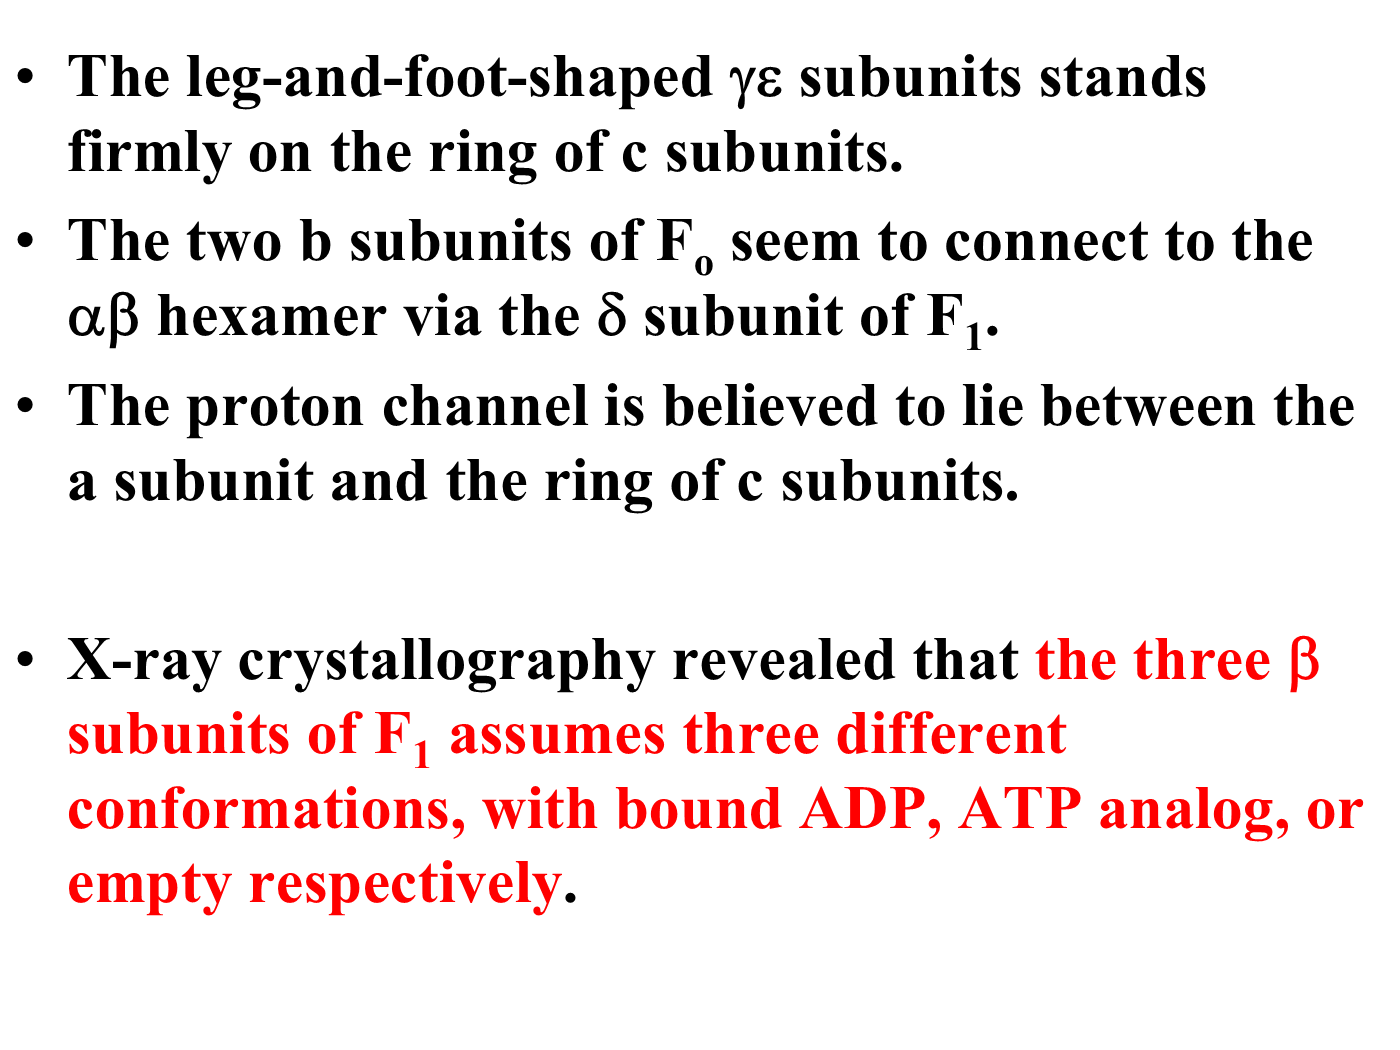 • The leg-and-foot-shaped γε subunits stands
firmly on the ring of c subunits.
• The two b subunits of Fo seem to connect to the
αβ hexamer via the δ subunit of F1.
• The proton channel is believed to lie between the
a subunit and the ring of c subunits.
• X-ray crystallography revealed that the three β
subunits of F1 assumes three different
conformations, with bound ADP, ATP analog, or
empty respectively.